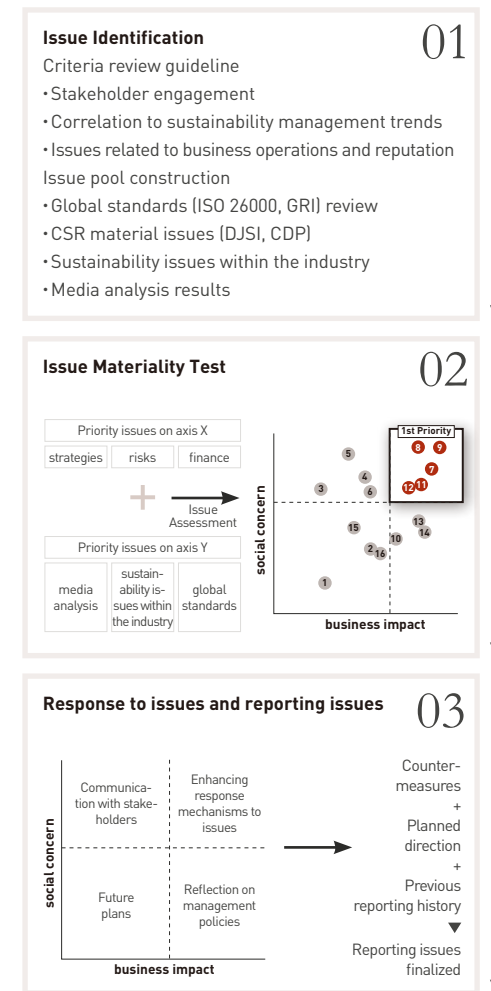 Issue Identification
01
Criteria review guideline
•Stakeholder engagement
•Correlation to sustainability management trends
•Issues related to business operations and reputation
Issue pool construction
•Global standards (ISO 26000, GRI) review
•CSR material issues (DJSI, CDP)
•Sustainability issues within the industry
•Media analysis results
Issue Materiality Test
02
Priority issues on axis X
strategies
risks
finance
+
Issue
Assessment
Priority issues on axis Y
media
analysis
sustain-
ability is-
sues within
the industry
global
standards
social concern
1st Priority
8
9
7
12
11
5
4
3
6
13
14
15
10
2
16
1
business impact
Response to issues and reporting issues
03
social concern
Communica-
tion with stake-
holders
Enhancing
response
mechanisms to
issues
Future
plans
Reflection on
management
policies
business impact
Counter-
measures
+
Planned
direction
+
Previous
reporting history
▼
Reporting issues
finalized